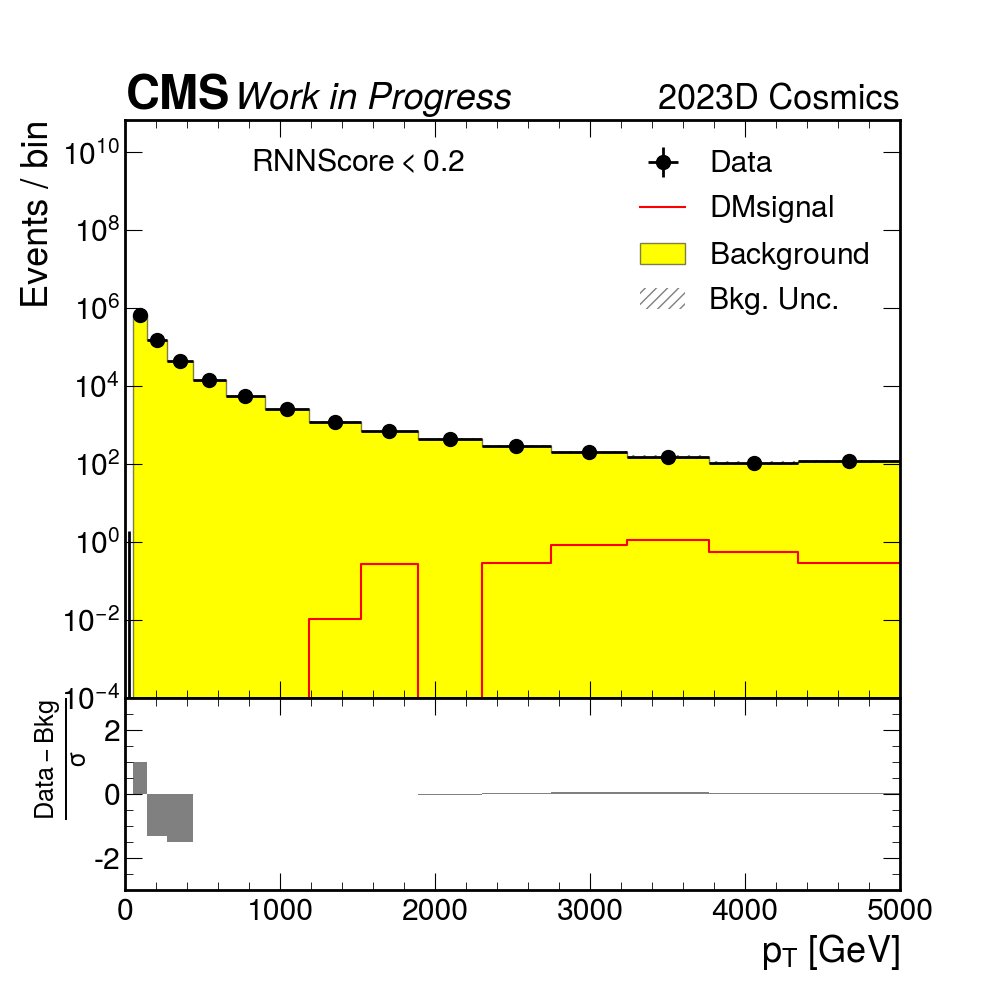 CMS Work in Progress 2023D Cosmics
Events / bin
RNNScore < 0.2
Data
DMsignal
Background
Bkg. Unc.
10^10
10^8
10^6
10^4
10^2
10^0
10^−2
10^−4
Data − Bkg
σ
2
0
-2
0 1000 2000 3000 4000 5000
p_T [GeV]